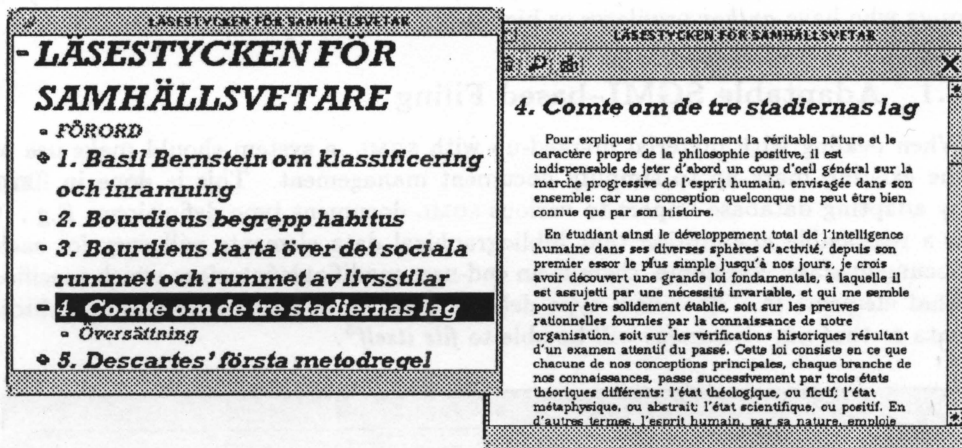 LÄSESTYCKEN FÖR SAMHÄLLSVETAR
- LÄSESTYCKEN FÖR
SAMHÄLLSVETARE
FÖRORD
1. Basil Bernstein om klassificering
och inramning
2. Bourdieus begrepp habitus
3. Bourdieus karta över det sociala
rummet och rummet av livsstilar
4. Comte om de tre stadiernas lag
Översättning
5. Descartes' första metodregel
LÄSESTYCKEN FÖR SAMHÄLLSVETAR
4. Comte om de tre stadiernas lag
Pour expliquer convenablement la véritable nature et le
caractère propre de la philosophie positive, il est
indispensable de jeter d'abord un coup d'œil général sur la
marche progressive de l'esprit humain, envisagée dans son
ensemble: car une conception quelconque ne peut être bien
connue que par son histoire.
En étudiant ainsi le développement total de l'intelligence
humaine dans ses diverses sphères d'activité, depuis son
premier essor le plus simple jusqu'à nos jours, je crois
avoir découvert une grande loi fondamentale, à laquelle il
est assujeti par une nécessité invariable, et qui me semble
pouvoir être solidement établie, soit sur les preuves
rationelles fournies par la connaissance de notre
organisation, soit sur les vérifications historiques résultant
d'un examen attentif du passé. Cette loi consiste en ce que
chacune de nos conceptions principales, chaque branche de
nos connaissances, passe successivement par trois états
théoriques différents: l'état théologique, ou fictif; l'état
métaphysique, ou abstrait; l'état scientifique, ou positif. En
d'autres termes, l'esprit humain, par sa nature, emploie